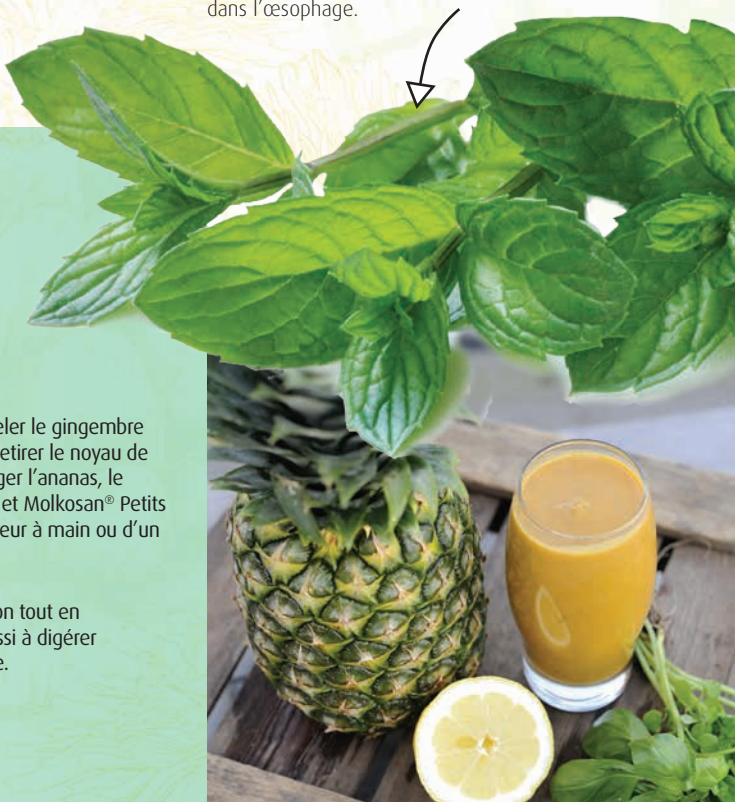 dans l’œsophage.
eler le gingembre
etirer le noyau de
ger l’ananas, le
et Molkosan® Petits
eur à main ou d’un
on tout en
ssi à digérer
e.